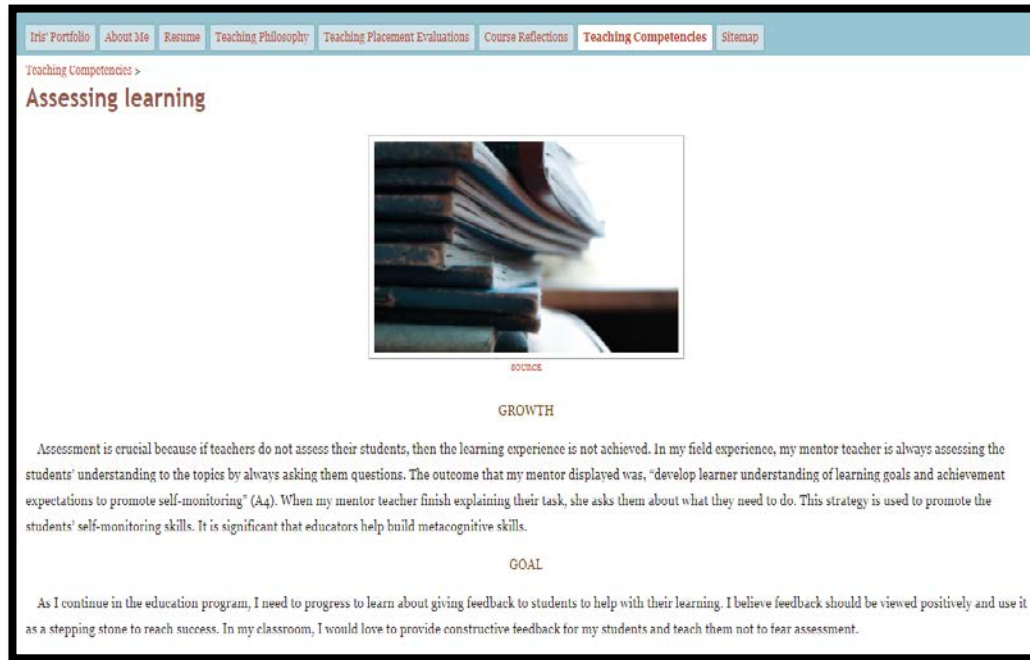 Iris' Portfolio About Me Resume Teaching Philosophy Teaching Placement Evaluations Course Reflections Teaching Competencies Sitemap
Teaching Competencies >
Assessing learning
SOURCE
GROWTH
Assessment is crucial because if teachers do not assess their students, then the learning experience is not achieved. In my field experience, my mentor teacher is always assessing the
students' understanding to the topics by always asking them questions. The outcome that my mentor displayed was, “develop learner understanding of learning goals and achievement
expectations to promote self-monitoring” (A4). When my mentor teacher finish explaining their task, she asks them about what they need to do. This strategy is used to promote the
students' self-monitoring skills. It is significant that educators help build metacognitive skills.
GOAL
As I continue in the education program, I need to progress to learn about giving feedback to students to help with their learning. I believe feedback should be viewed positively and use it
as a stepping stone to reach success. In my classroom, I would love to provide constructive feedback for my students and teach them not to fear assessment.